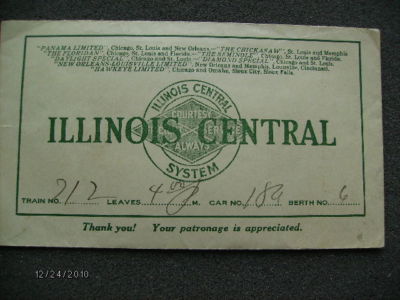 "PANAMA LIMITED", Chicago, St. Louis and New Orleans.—"THE CHICKASAW", St. Louis and Memphis
"THE FLORIDAN", Chicago, St. Louis and Florida.—"THE SEMINOLE", Chicago, St. Louis and Florida.
"DAYLIGHT SPECIAL", Chicago and St. Louis.—"DIAMOND SPECIAL", Chicago and St. Louis.
"NEW ORLEANS-LOUISVILLE LIMITED", New Orleans and Memphis, Louisville, Cincinnati.
"HAWKEYE LIMITED", Chicago and Omaha, Sioux City, Sioux Falls.
ILLINOIS CENTRAL
COURTESY
ALWAYS
SYSTEM
ILLINOIS CENTRAL
TRAIN NO. 212 LEAVES 4 00 P M. CAR NO. 189 BERTH NO. 6
Thank you! Your patronage is appreciated.
12/24/2010